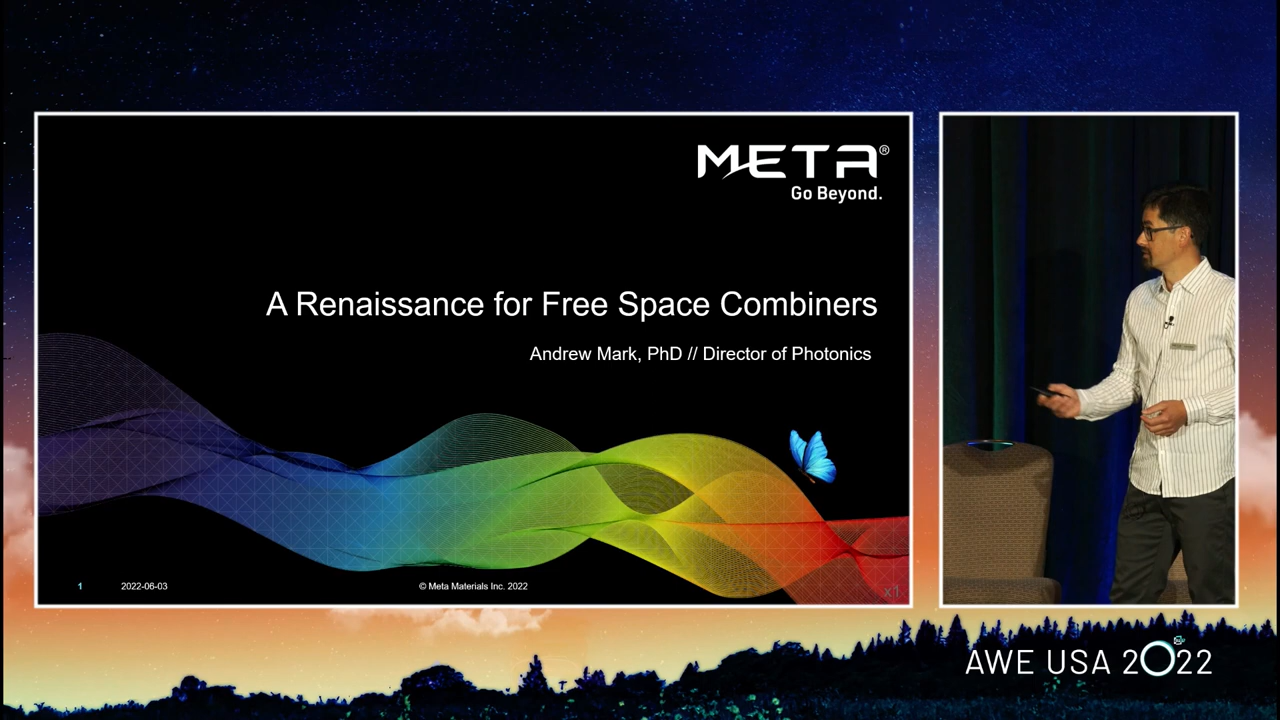 META®
Go Beyond.
A Renaissance for Free Space Combiners
Andrew Mark, PhD // Director of Photonics
1
2022-06-03
© Meta Materials Inc. 2022
x1
AWE USA 2022